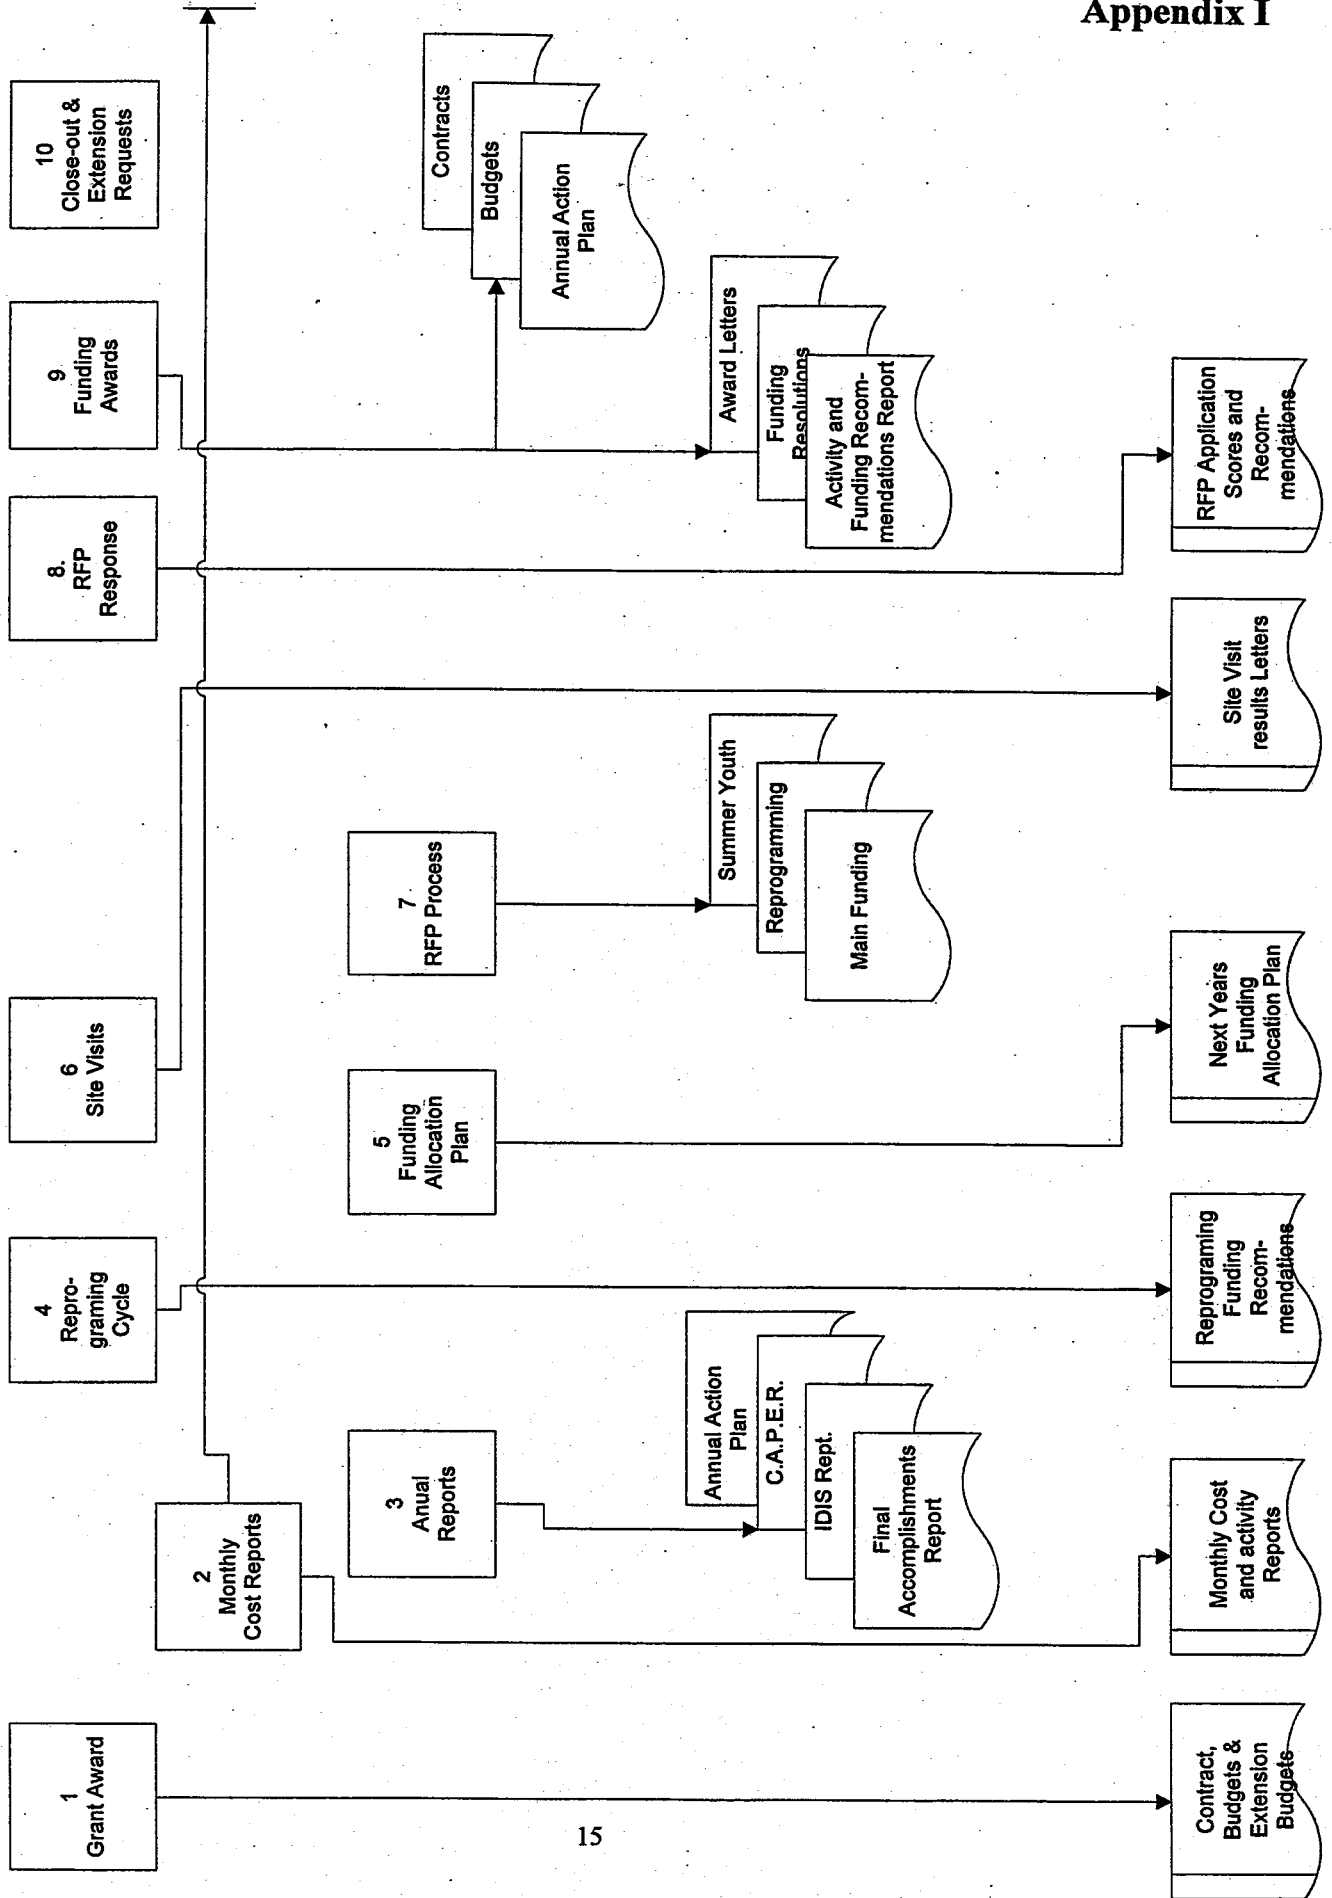 Appendix I
1
Grant Award
2
Monthly
Cost Reports
3
Anual
Reports
4
Repro-
graming
Cycle
5
Funding
Allocation
Plan
6
Site Visits
7
RFP Process
8.
RFP
Response
9
Funding
Awards
10
Close-out &
Extension
Requests
Contracts
Budgets
Annual Action
Plan
Award Letters
Funding
Resolutions
Activity and
Funding Recom-
mendations Report
Summer Youth
Reprogramming
Main Funding
Annual Action
Plan
C.A.P.E.R.
IDIS Rept.
Final
Accomplishments
Report
Contract,
Budgets &
Extension
Budgets
Monthly Cost
and activity
Reports
Reprograming
Funding
Recom-
mendations
Next Years
Funding
Allocation Plan
Site Visit
results Letters
RFP Application
Scores and
Recom-
mendations
15